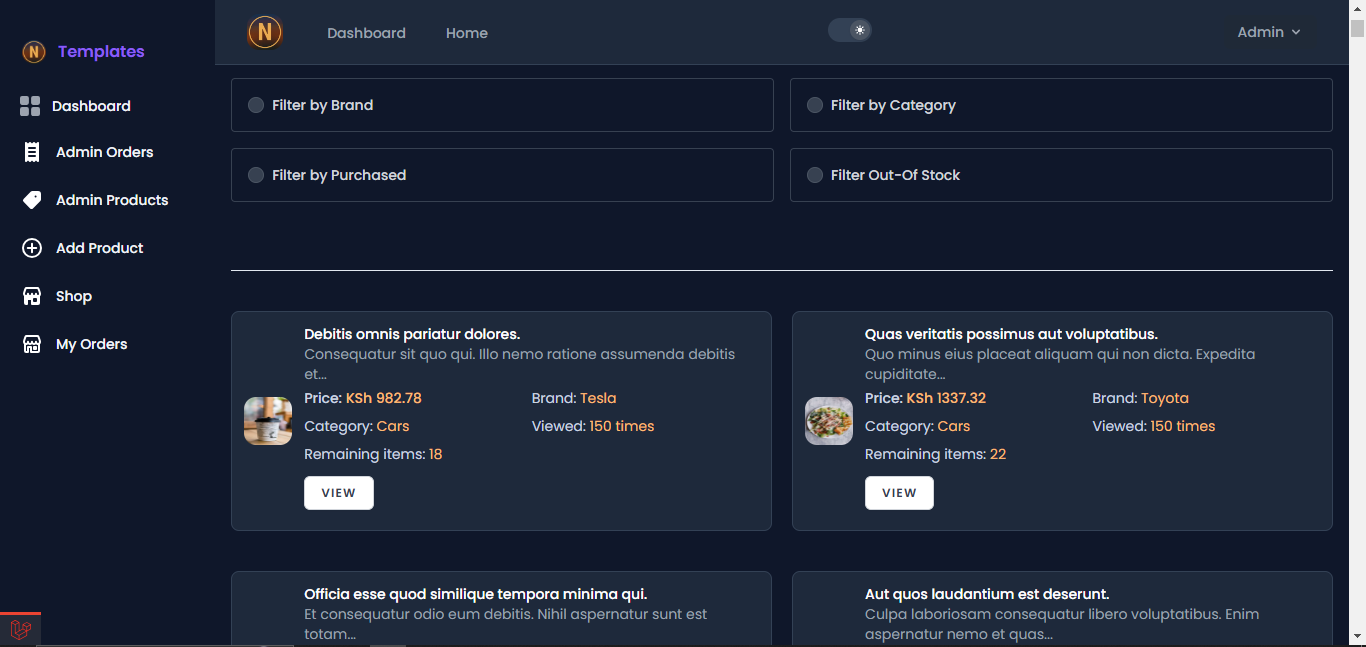 N Templates
Dashboard
Admin Orders
Admin Products
Add Product
Shop
My Orders
N Dashboard Home Admin
Filter by Brand
Filter by Category
Filter by Purchased
Filter Out-Of Stock
Debitis omnis pariatur dolores.
Consequatur sit quo qui. Illo nemo ratione assumenda debitis
et...
Price: KSh 982.78 Brand: Tesla
Category: Cars Viewed: 150 times
Remaining items: 18
VIEW
Quas veritatis possimus aut voluptatibus.
Quo minus eius placeat aliquam qui non dicta. Expedita
cupiditate...
Price: KSh 1337.32 Brand: Toyota
Category: Cars Viewed: 150 times
Remaining items: 22
VIEW
Officia esse quod similique tempora minima qui.
Et consequatur odio eum debitis. Nihil aspernatur sunt est
totam...
Aut quos laudantium est deserunt.
Culpa laboriosam consequatur libero voluptatibus. Enim
aspernatur nemo et quas...